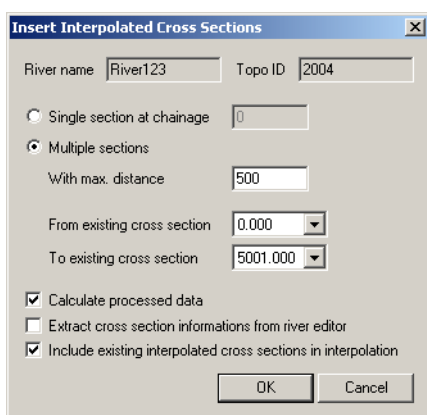 Insert Interpolated Cross Sections
River name River123 Topo ID 2004
Single section at chainage 0
Multiple sections
With max. distance 500
From existing cross section 0.000
To existing cross section 5001.000
Calculate processed data
Extract cross section informations from river editor
Include existing interpolated cross sections in interpolation
OK Cancel